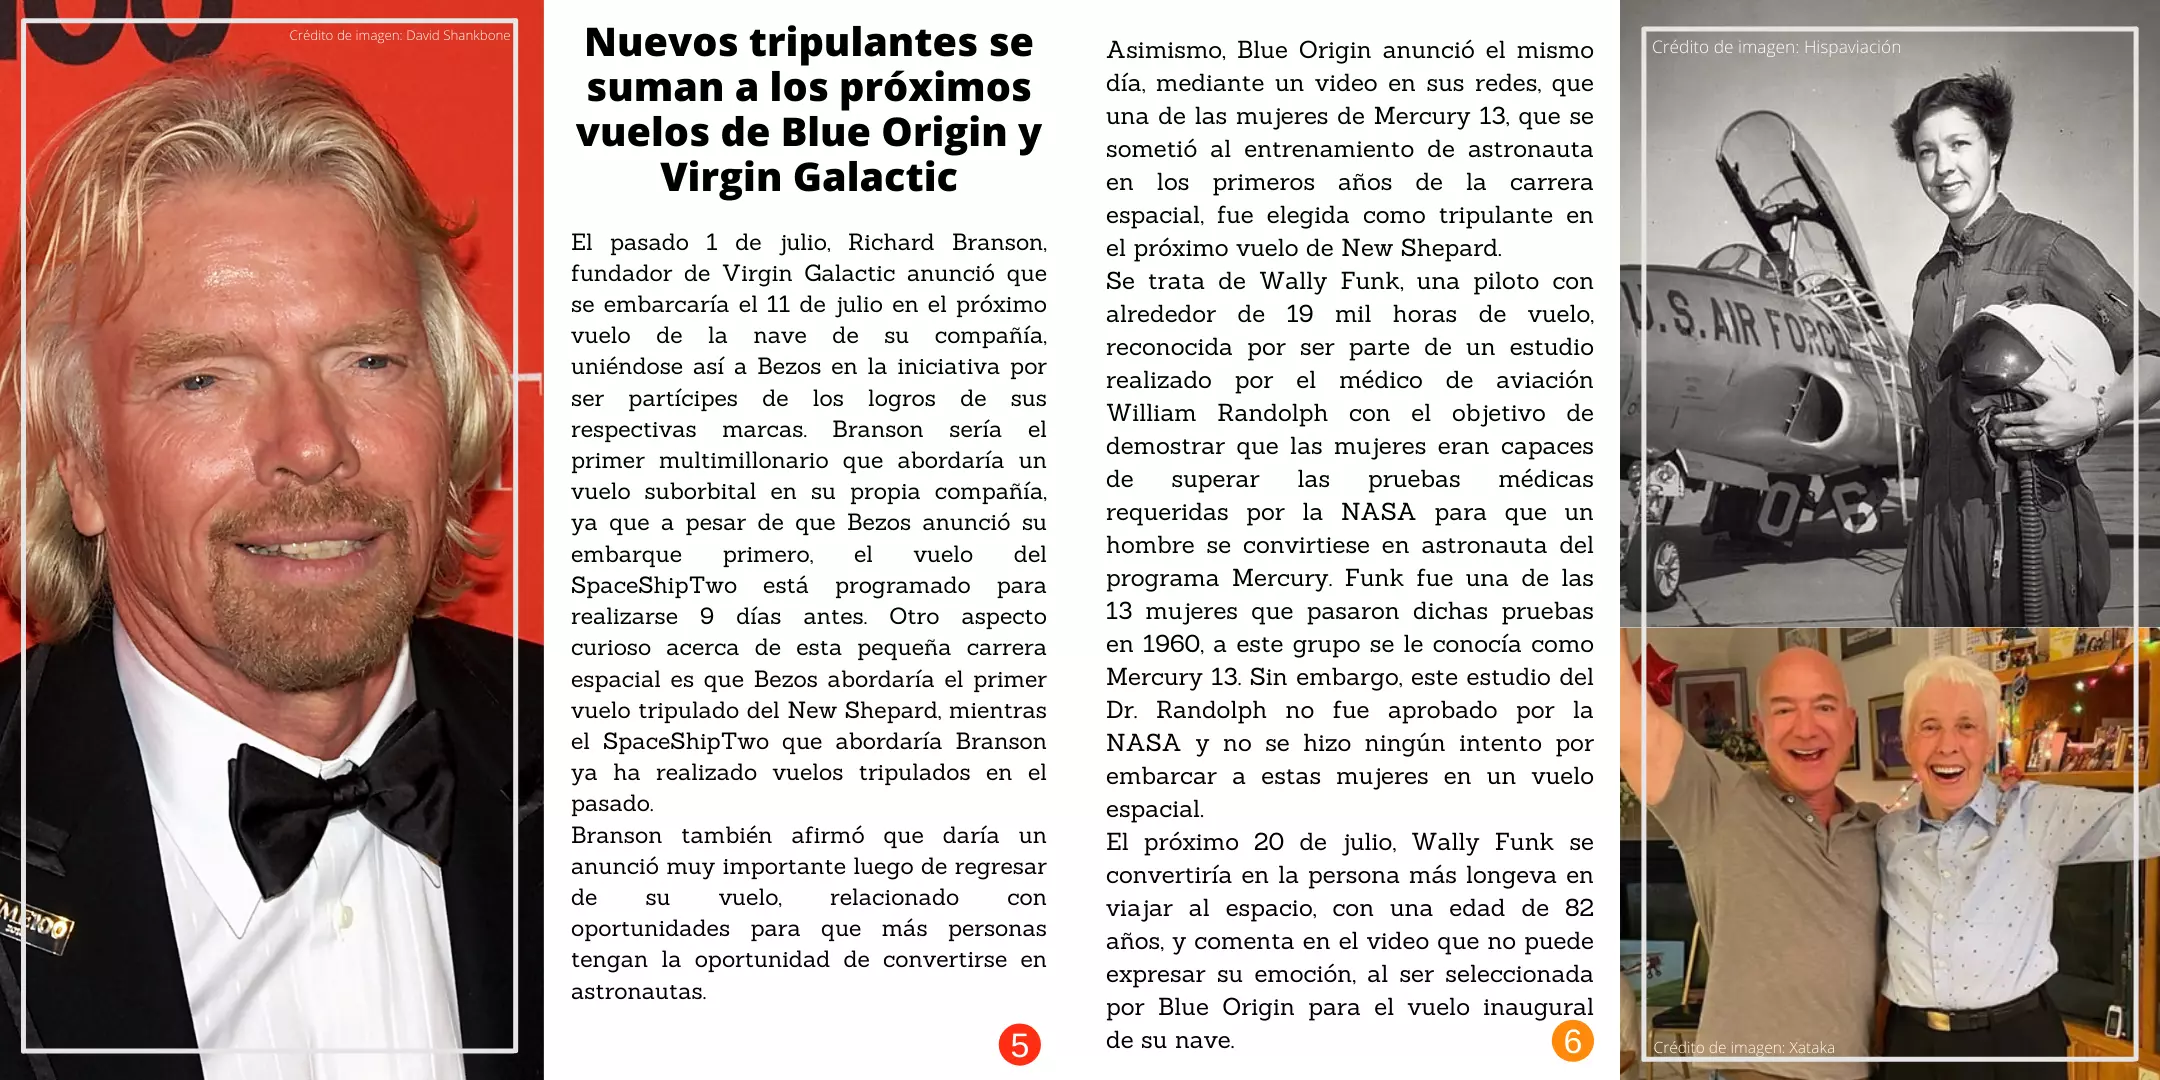 Crédito de imagen: David Shankbone
Nuevos tripulantes se
suman a los próximos
vuelos de Blue Origin y
Virgin Galactic
El pasado 1 de julio, Richard Branson,
fundador de Virgin Galactic anunció que
se embarcaría el 11 de julio en el próximo
vuelo de la nave de su compañía,
uniéndose así a Bezos en la iniciativa por
ser partícipes de los logros de sus
respectivas marcas. Branson sería el
primer multimillonario que abordaría un
vuelo suborbital en su propia compañía,
ya que a pesar de que Bezos anunció su
embarque primero, el vuelo del
SpaceShipTwo está programado para
realizarse 9 días antes. Otro aspecto
curioso acerca de esta pequeña carrera
espacial es que Bezos abordaría el primer
vuelo tripulado del New Shepard, mientras
el SpaceShipTwo que abordaría Branson
ya ha realizado vuelos tripulados en el
pasado.
Branson también afirmó que daría un
anunció muy importante luego de regresar
de su vuelo, relacionado con
oportunidades para que más personas
tengan la oportunidad de convertirse en
astronautas.
5
Asimismo, Blue Origin anunció el mismo
día, mediante un video en sus redes, que
una de las mujeres de Mercury 13, que se
sometió al entrenamiento de astronauta
en los primeros años de la carrera
espacial, fue elegida como tripulante en
el próximo vuelo de New Shepard.
Se trata de Wally Funk, una piloto con
alrededor de 19 mil horas de vuelo,
reconocida por ser parte de un estudio
realizado por el médico de aviación
William Randolph con el objetivo de
demostrar que las mujeres eran capaces
de superar las pruebas médicas
requeridas por la NASA para que un
hombre se convirtiese en astronauta del
programa Mercury. Funk fue una de las
13 mujeres que pasaron dichas pruebas
en 1960, a este grupo se le conocía como
Mercury 13. Sin embargo, este estudio del
Dr. Randolph no fue aprobado por la
NASA y no se hizo ningún intento por
embarcar a estas mujeres en un vuelo
espacial.
El próximo 20 de julio, Wally Funk se
convertiría en la persona más longeva en
viajar al espacio, con una edad de 82
años, y comenta en el video que no puede
expresar su emoción, al ser seleccionada
por Blue Origin para el vuelo inaugural
de su nave.
6
Crédito de imagen: Hispaviación
U.S. AIR FORCE
06
Crédito de imagen: Xataka